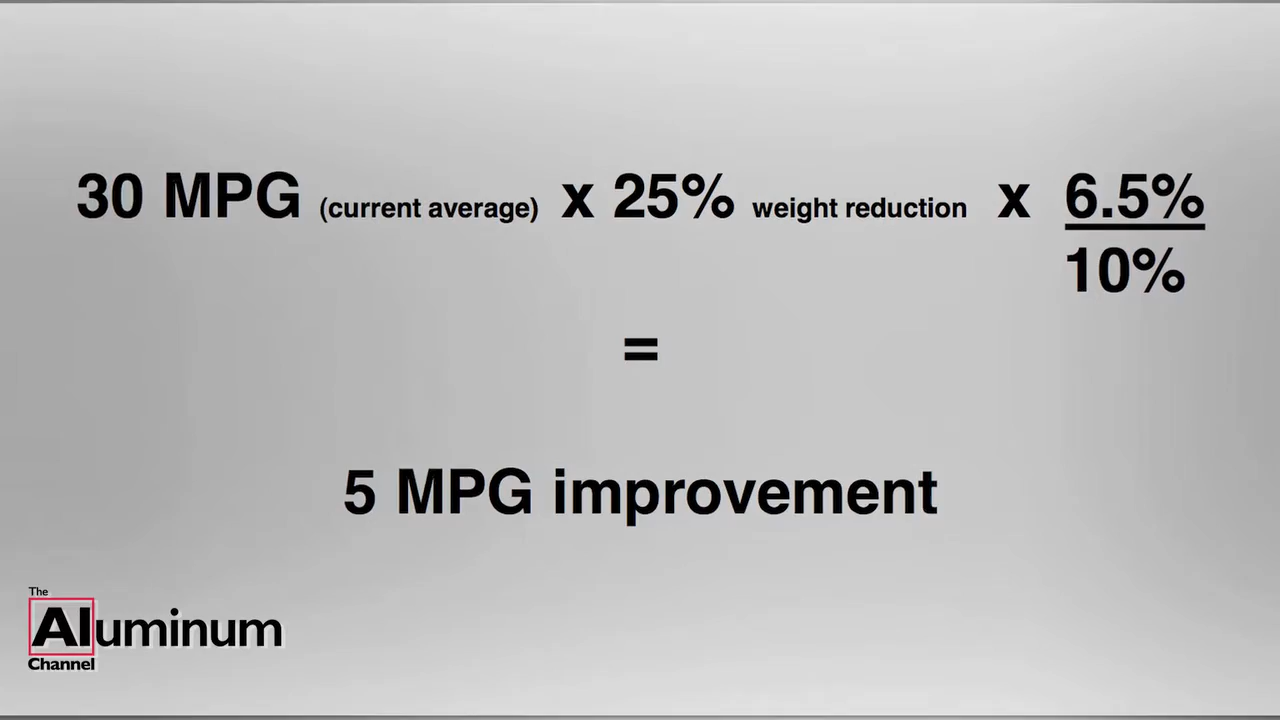 30 MPG (current average) x 25% weight reduction x 6.5%
10%
=
5 MPG improvement
The
Aluminum
Channel